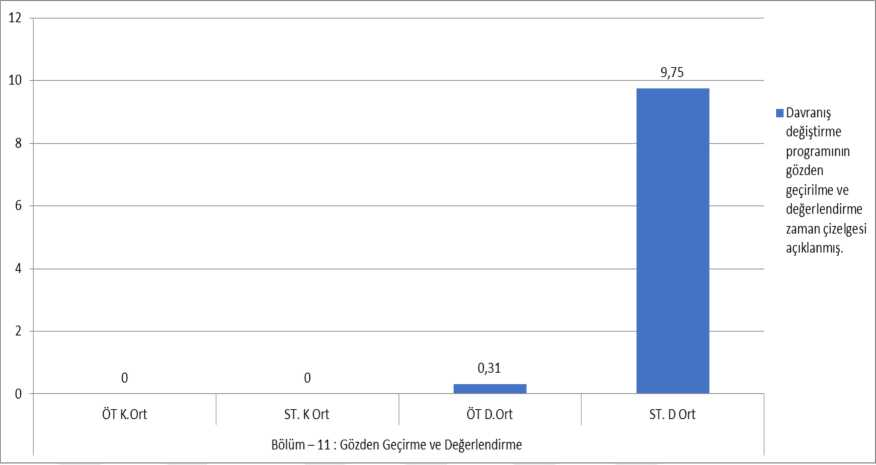 12
10
8
6
4
2
0
0
0
0,31
9,75
ÖT K.Ort
ST. K Ort
ÖT D.Ort
ST. D Ort
Bölüm – 11 : Gözden Geçirme ve Değerlendirme
Davranış
değiştirme
programının
gözden
geçirilme ve
değerlendirme
zaman çizelgesi
açıklanmış.